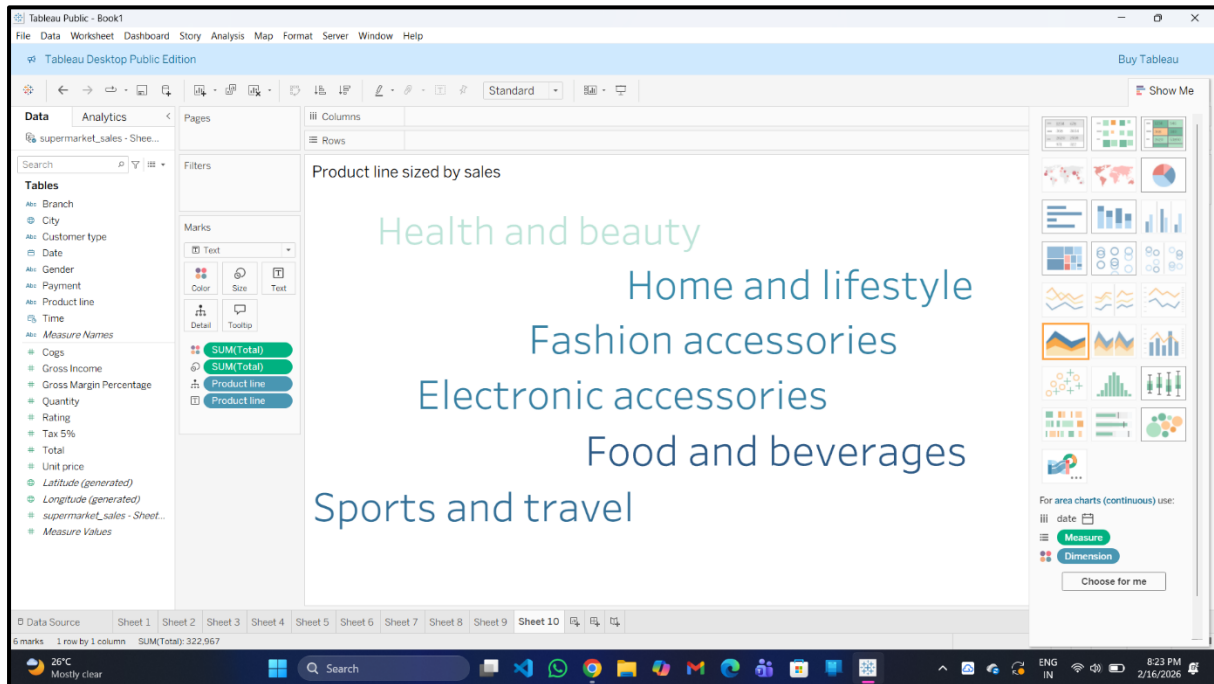 Tableau Public - Book1
File Data Worksheet Dashboard Story Analysis Map Format Server Window Help
Tableau Desktop Public Edition Buy Tableau
Standard Show Me
Data Analytics
supermarket_sales - Shee...
Search
Tables
Abc Branch
City
Abc Customer type
Date
Abc Gender
Abc Payment
Abc Product line
Time
Abc Measure Names
# Cogs
# Gross Income
# Gross Margin Percentage
# Quantity
# Rating
# Tax 5%
# Total
# Unit price
Latitude (generated)
Longitude (generated)
# supermarket_sales - Sheet...
# Measure Values
Pages
Filters
Marks
T Text
Color Size Text
Detail Tooltip
SUM(Total)
SUM(Total)
Product line
Product line
Columns
Rows
Product line sized by sales
Health and beauty
Home and lifestyle
Fashion accessories
Electronic accessories
Food and beverages
Sports and travel
For area charts (continuous) use:
date
Measure
Dimension
Choose for me
Data Source Sheet 1 Sheet 2 Sheet 3 Sheet 4 Sheet 5 Sheet 6 Sheet 7 Sheet 8 Sheet 9 Sheet 10
6 marks 1 row by 1 column SUM(Total): 322,967
26°C
Mostly clear
Search
ENG
IN
8:23 PM
2/16/2026